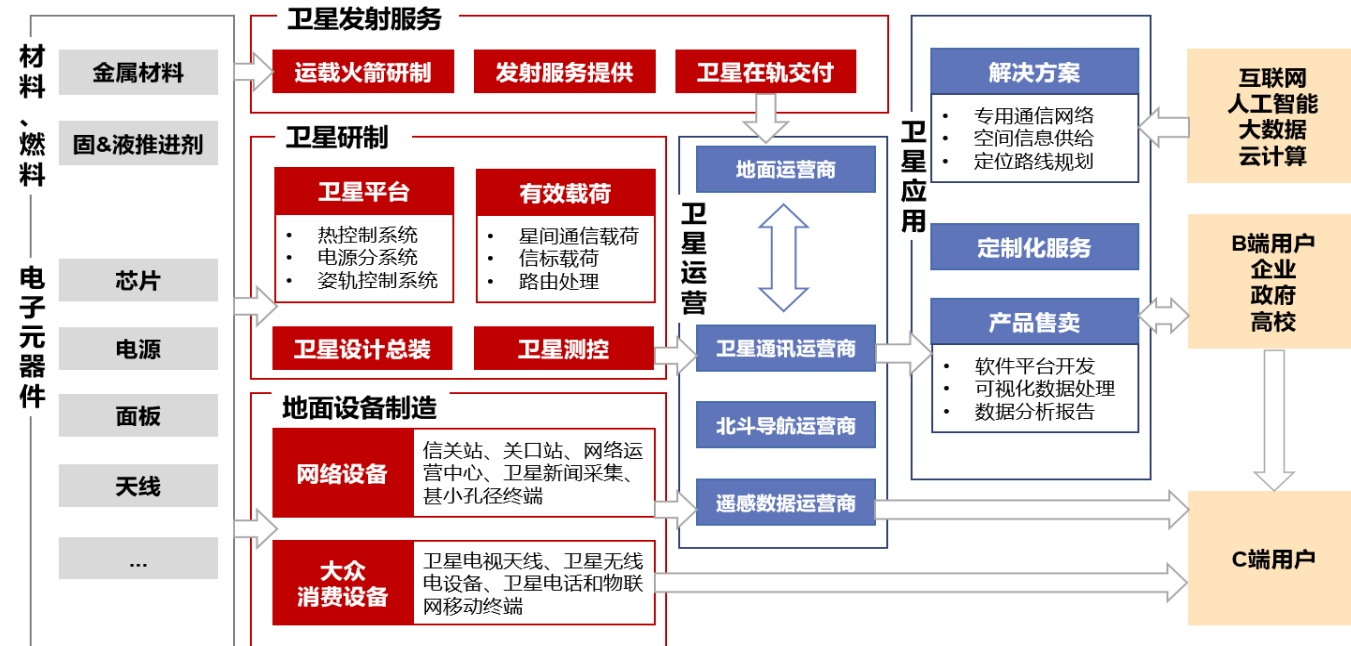 材料、燃料
金属材料
固&液推进剂
电子元器件
芯片
电源
面板
天线
...
卫星发射服务
运载火箭研制
发射服务提供
卫星在轨交付
卫星研制
卫星平台
• 热控制系统
• 电源分系统
• 姿轨控制系统
有效载荷
• 星间通信载荷
• 信标载荷
• 路由处理
卫星设计总装
卫星测控
地面设备制造
网络设备
信关站、关口站、网络运
营中心、卫星新闻采集、
甚小孔径终端
大众
消费设备
卫星电视天线、卫星无线
电设备、卫星电话和物联
网移动终端
卫星运营
地面运营商
卫星通讯运营商
北斗导航运营商
遥感数据运营商
卫星应用
解决方案
• 专用通信网络
• 空间信息供给
• 定位路线规划
定制化服务
产品售卖
• 软件平台开发
• 可视化数据处理
• 数据分析报告
互联网
人工智能
大数据
云计算
B端用户
企业
政府
高校
C端用户